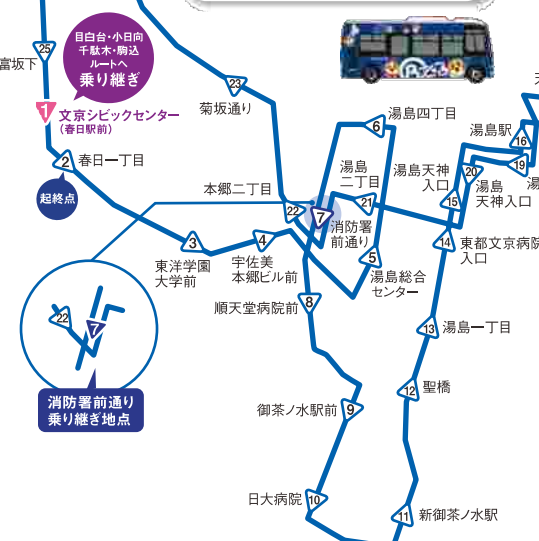 25
富坂下
目白台・小日向
千駄木・駒込
ルートへ
乗り継ぎ
1
文京シビックセンター
(春日駅前)
2
春日一丁目
起終点
23
菊坂通り
本郷二丁目
22
7
消防署
前通り
湯島
二丁目
21
6
湯島四丁目
3
東洋学園
大学前
4
宇佐美
本郷ビル前
5
湯島総合
センター
湯島天神
入口
15
湯島駅
16
20
19
湯島
天神入口
14
東都文京病院
入口
8
順天堂病院前
13
湯島一丁目
22
7
消防署前通り
乗り継ぎ地点
12
聖橋
9
御茶ノ水駅前
10
日大病院
11
新御茶ノ水駅